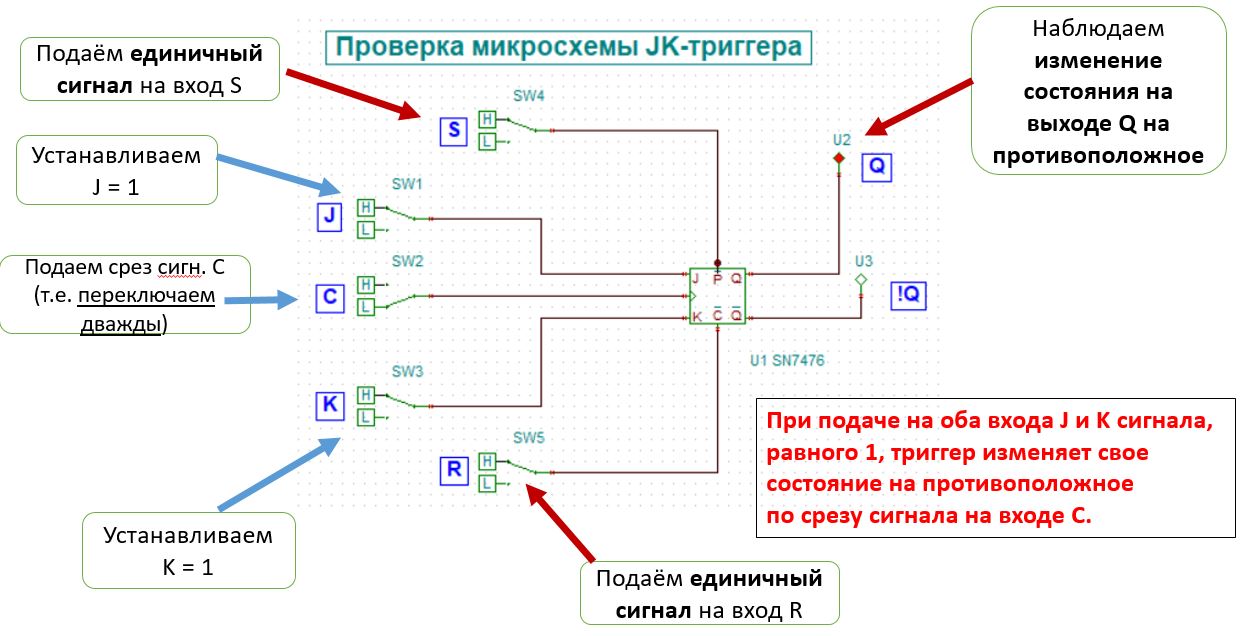 Проверка микросхемы JK-триггера
Подаём единичный
сигнал на вход S
Наблюдаем
изменение
состояния на
выходе Q на
противоположное
SW4
S
H
L
U2
Q
Устанавливаем
J = 1
SW1
J
H
L
Подаем срез сигн. С
(т.е. переключаем
дважды)
SW2
C
H
L
J P Q
K C Q
U3
!Q
U1 SN7476
SW3
K
H
L
SW5
R
H
L
При подаче на оба входа J и K сигнала,
равного 1, триггер изменяет свое
состояние на противоположное
по срезу сигнала на входе С.
Устанавливаем
K = 1
Подаём единичный
сигнал на вход R